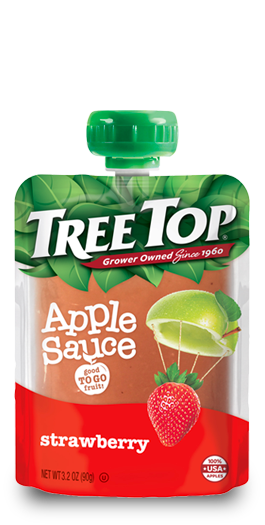 TREE TOP
Grower Owned Since 1960
Apple
Sauce
good
TO GO
fruit!
strawberry
100%
USA
APPLES
NET WT 3.2 OZ (90g)